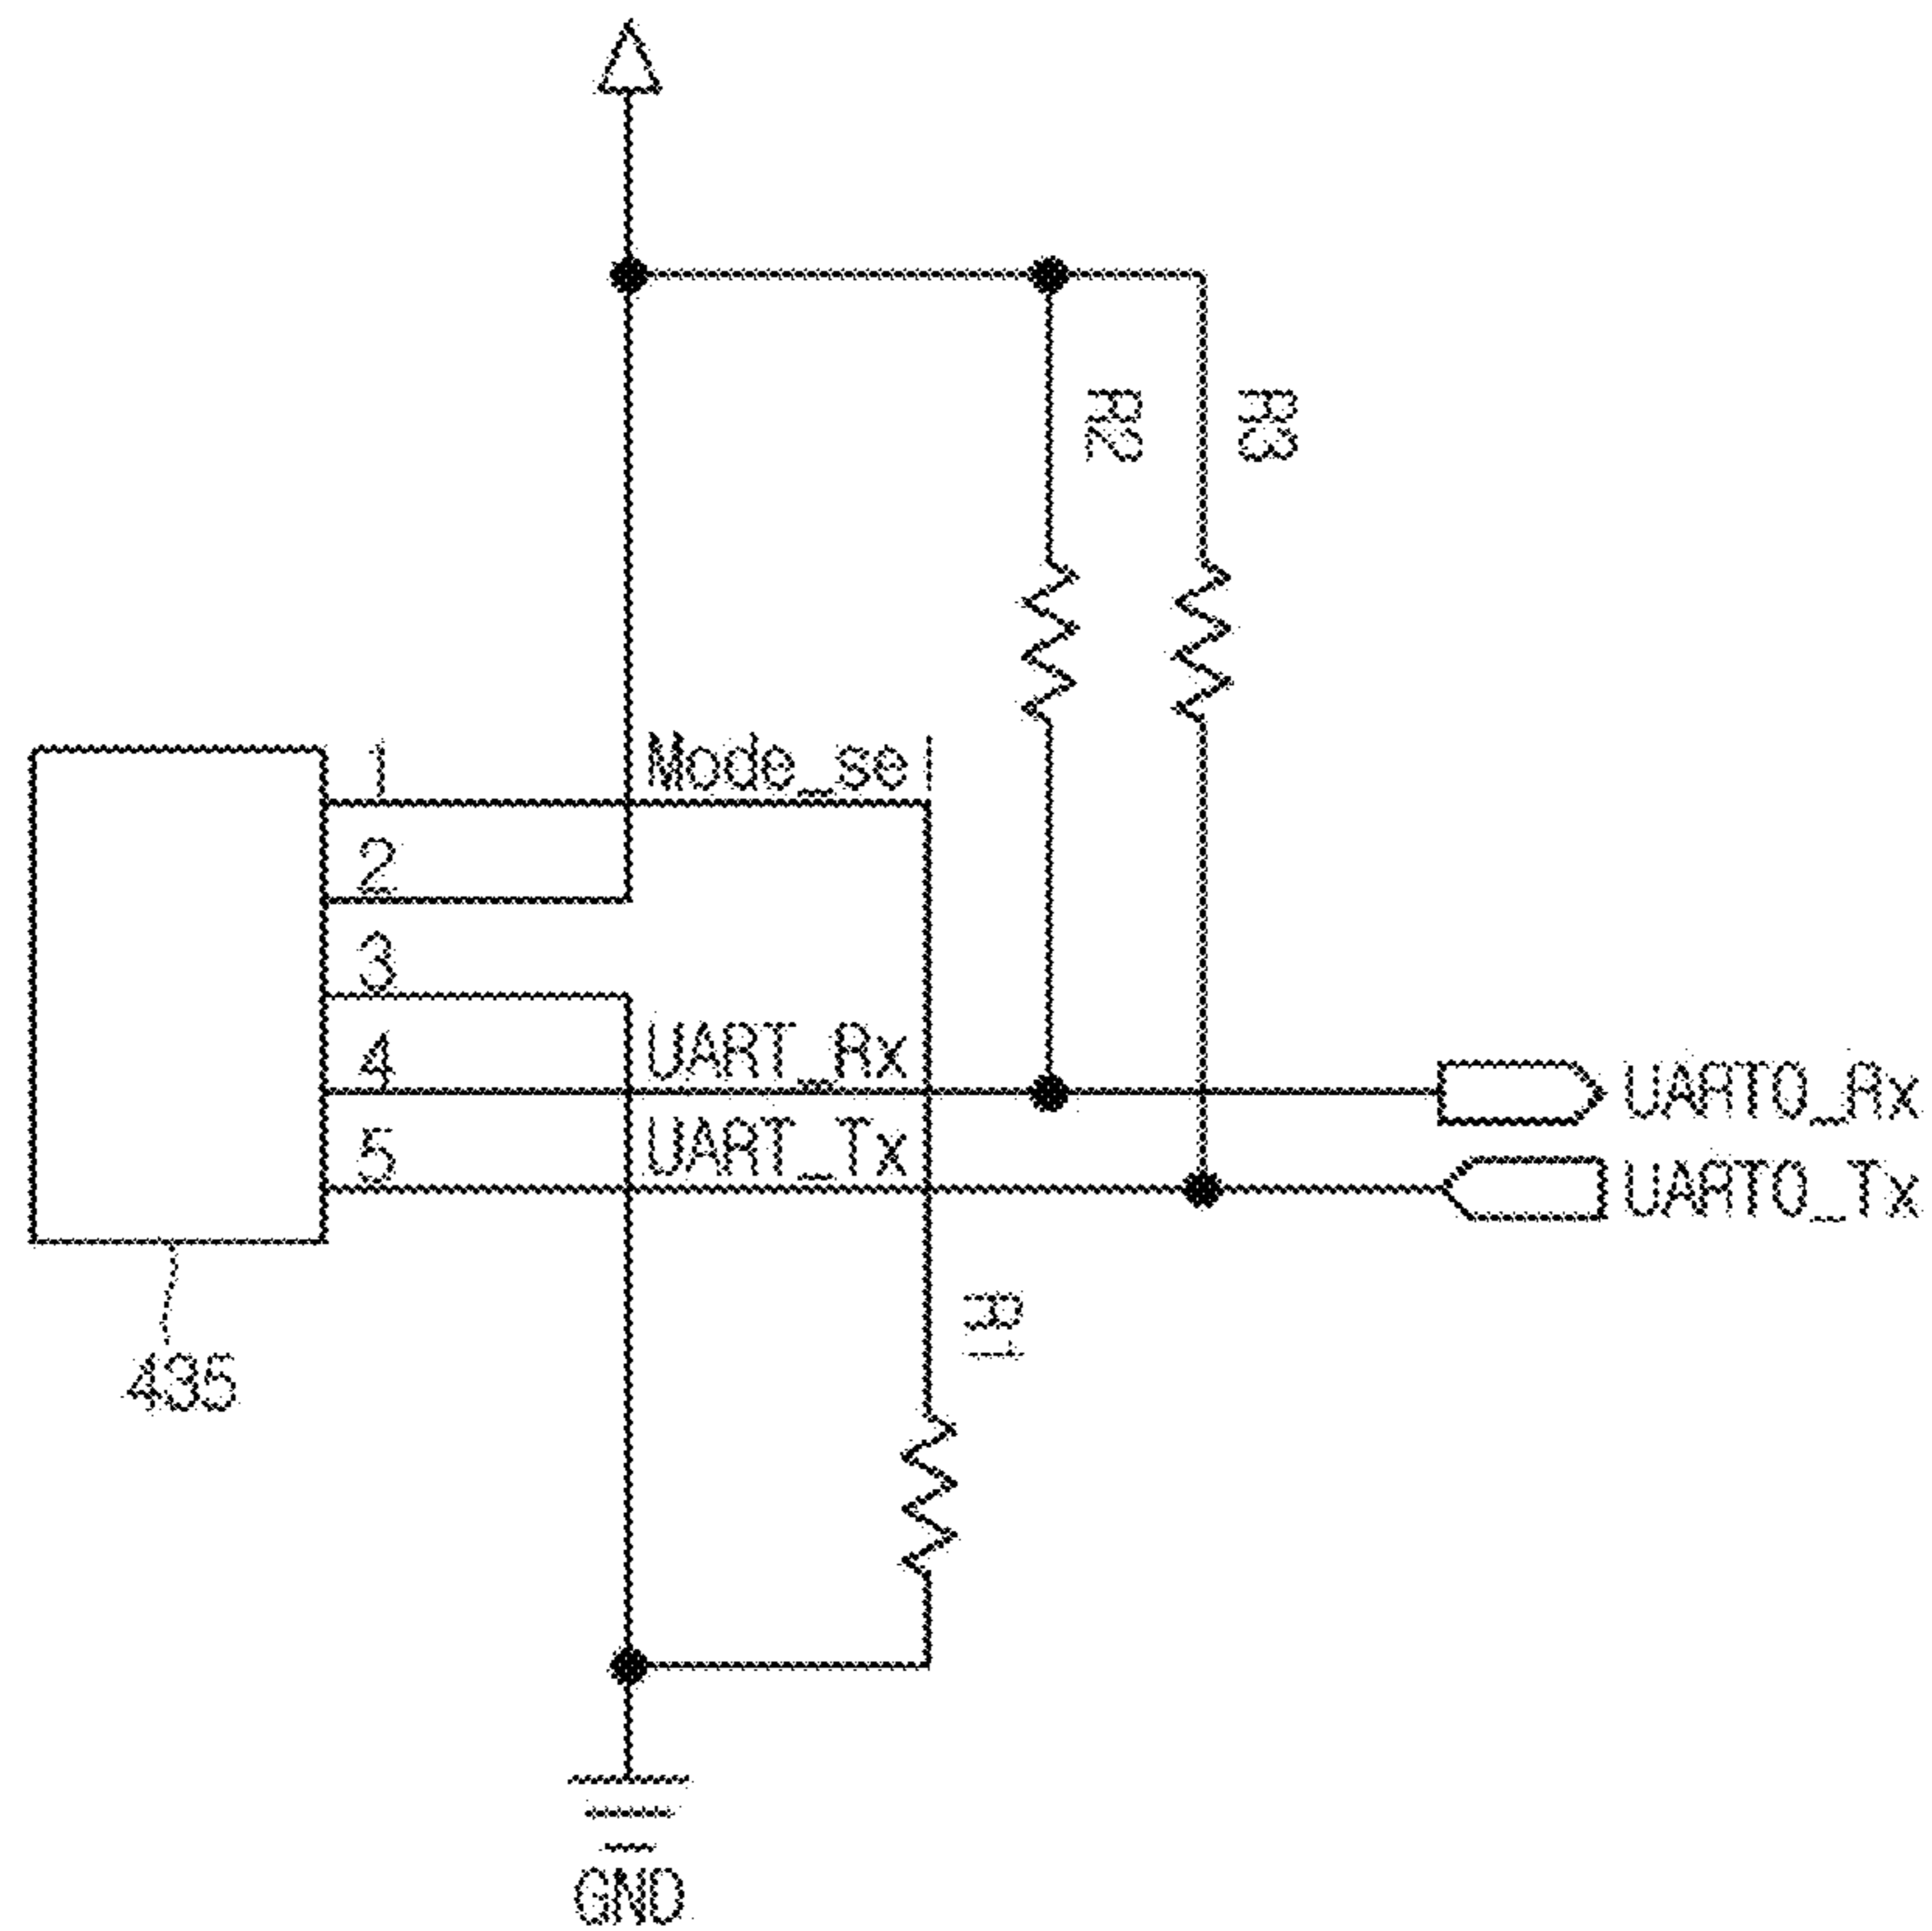 R2
R3
1
Mode_sel
2
3
4
UART_Rx
UART0_Rx
5
UART_Tx
UART0_Tx
R1
435
GND